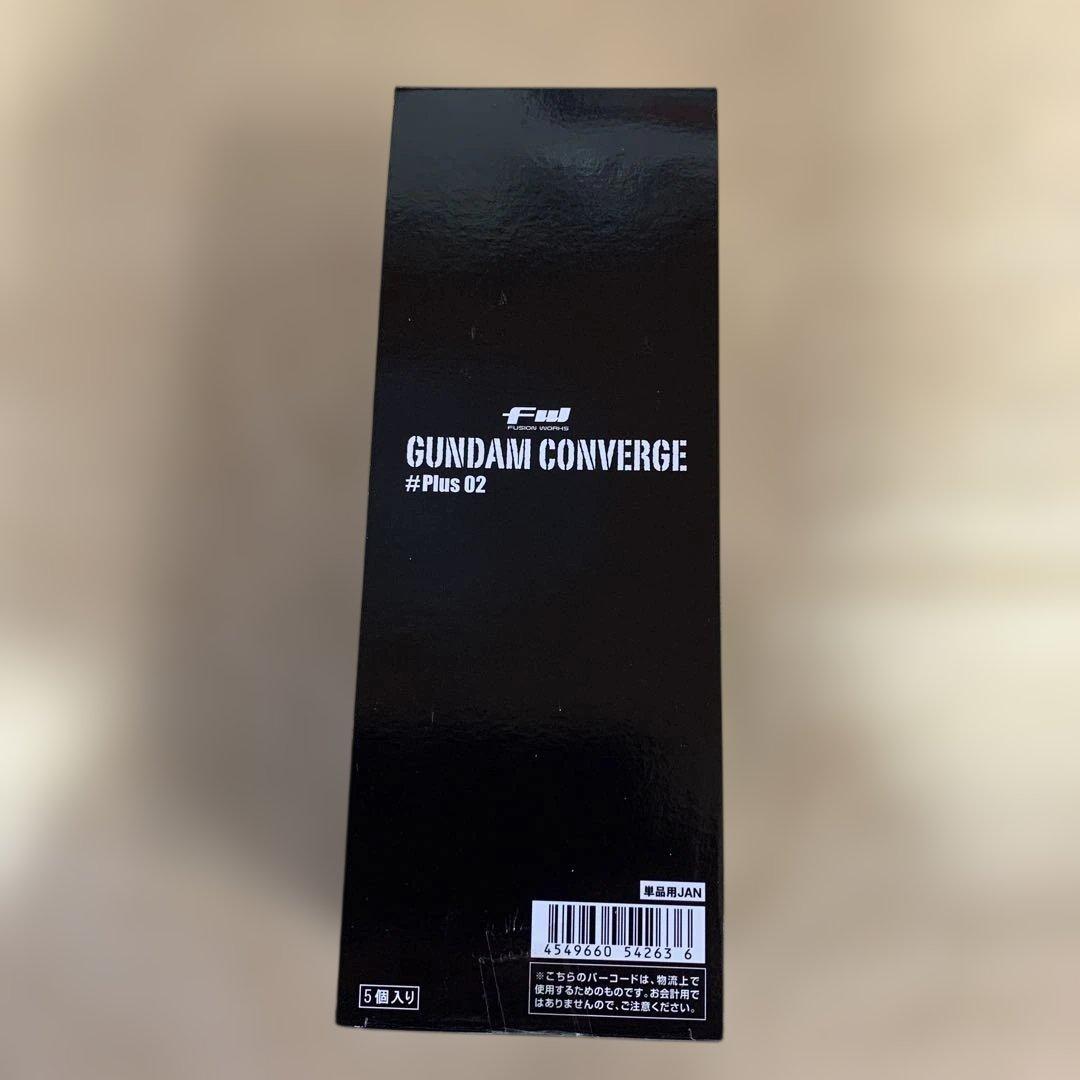 FW
FUSION WORKS
GUNDAM CONVERGE
#Plus 02
単品用JAN
4549660 54263 6
※こちらのバーコードは、物流上で
使用するためのものです。お会計用で
はありませんので、ご注意ください。
5個入り